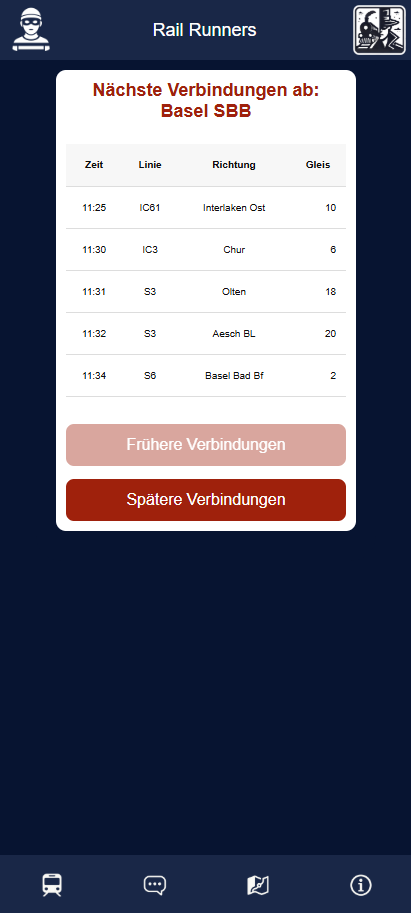 Rail Runners
Nächste Verbindungen ab:
Basel SBB
Zeit Linie Richtung Gleis
11:25 IC61 Interlaken Ost 10
11:30 IC3 Chur 6
11:31 S3 Olten 18
11:32 S3 Aesch BL 20
11:34 S6 Basel Bad Bf 2
Frühere Verbindungen
Spätere Verbindungen